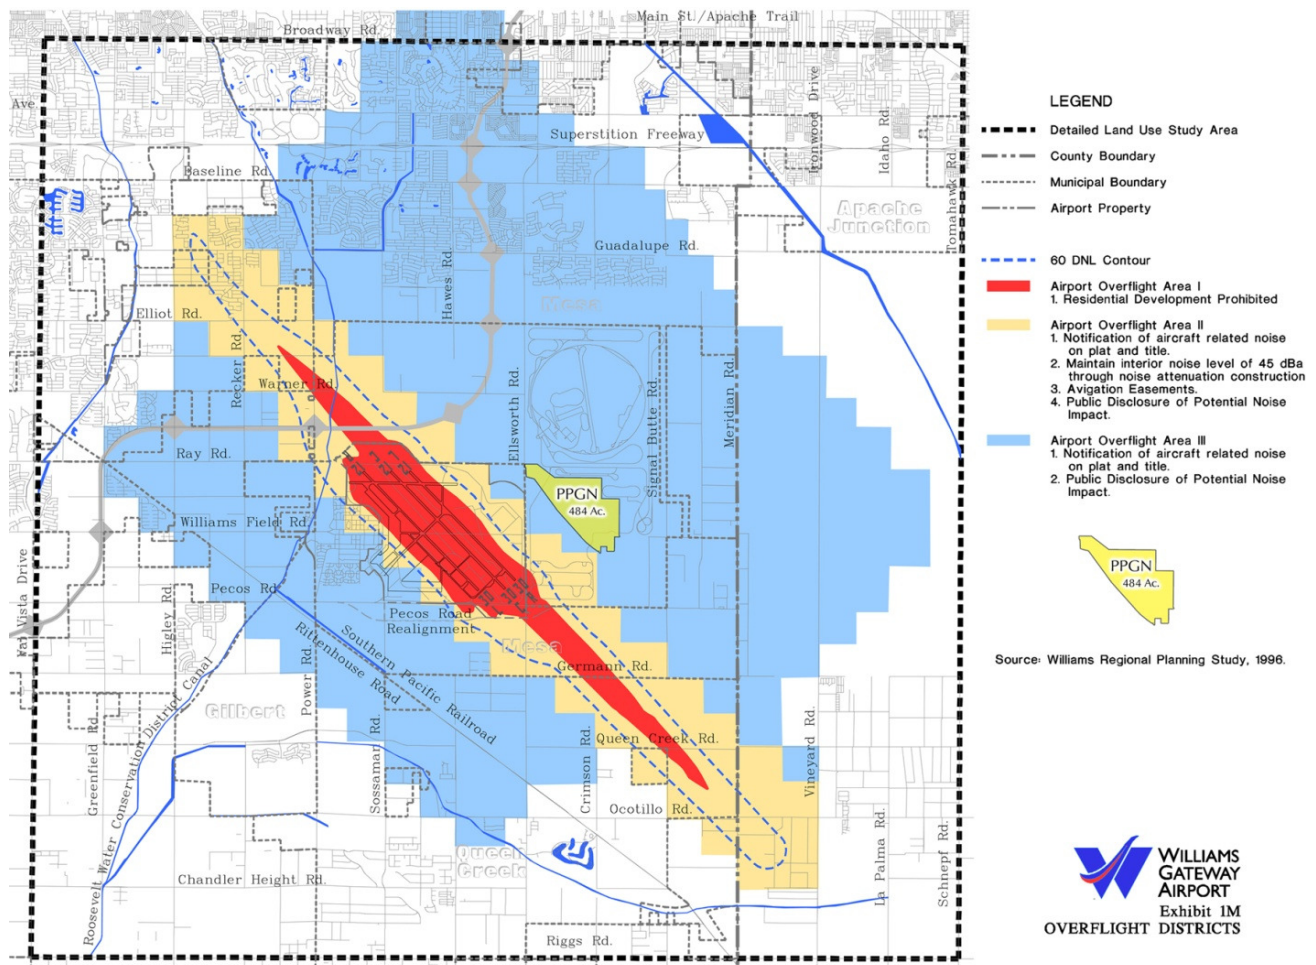 Main St./Apache Trail
Broadway Rd.
Ave
Superstition Freeway
Ironwood Drive
Idaho Rd.
Tomahawk Rd.
Baseline Rd.
Apache
Junction
Guadalupe Rd.
Hawes Rd.
Mesa
Elliot Rd.
Recker Rd.
Warner Rd.
Ellsworth Rd.
Signal Butte Rd.
Meridian Rd.
Ray Rd.
PPGN
484 Ac.
Williams Field Rd.
Val Vista Drive
Pecos Rd.
Pecos Road
Realignment
Higley Rd.
Southern Pacific Railroad
Rittenhouse Road
Mesa
Germann Rd.
Power Rd.
Gilbert
Greenfield Rd.
Roosevelt Water Conservation District Canal
Sossaman Rd.
Queen Creek Rd.
Crimson Rd.
Vineyard Rd.
Ocotillo Rd.
Queen
Creek
Chandler Height Rd.
La Palma Rd.
Schnepf Rd.
Riggs Rd.
LEGEND
Detailed Land Use Study Area
County Boundary
Municipal Boundary
Airport Property
60 DNL Contour
Airport Overflight Area I
1. Residential Development Prohibited
Airport Overflight Area II
1. Notification of aircraft related noise
on plat and title.
2. Maintain interior noise level of 45 dBa
through noise attenuation construction
3. Avigation Easements.
4. Public Disclosure of Potential Noise
Impact.
Airport Overflight Area III
1. Notification of aircraft related noise
on plat and title.
2. Public Disclosure of Potential Noise
Impact.
PPGN
484 Ac.
Source: Williams Regional Planning Study, 1996.
WILLIAMS
GATEWAY
AIRPORT
Exhibit 1M
OVERFLIGHT DISTRICTS